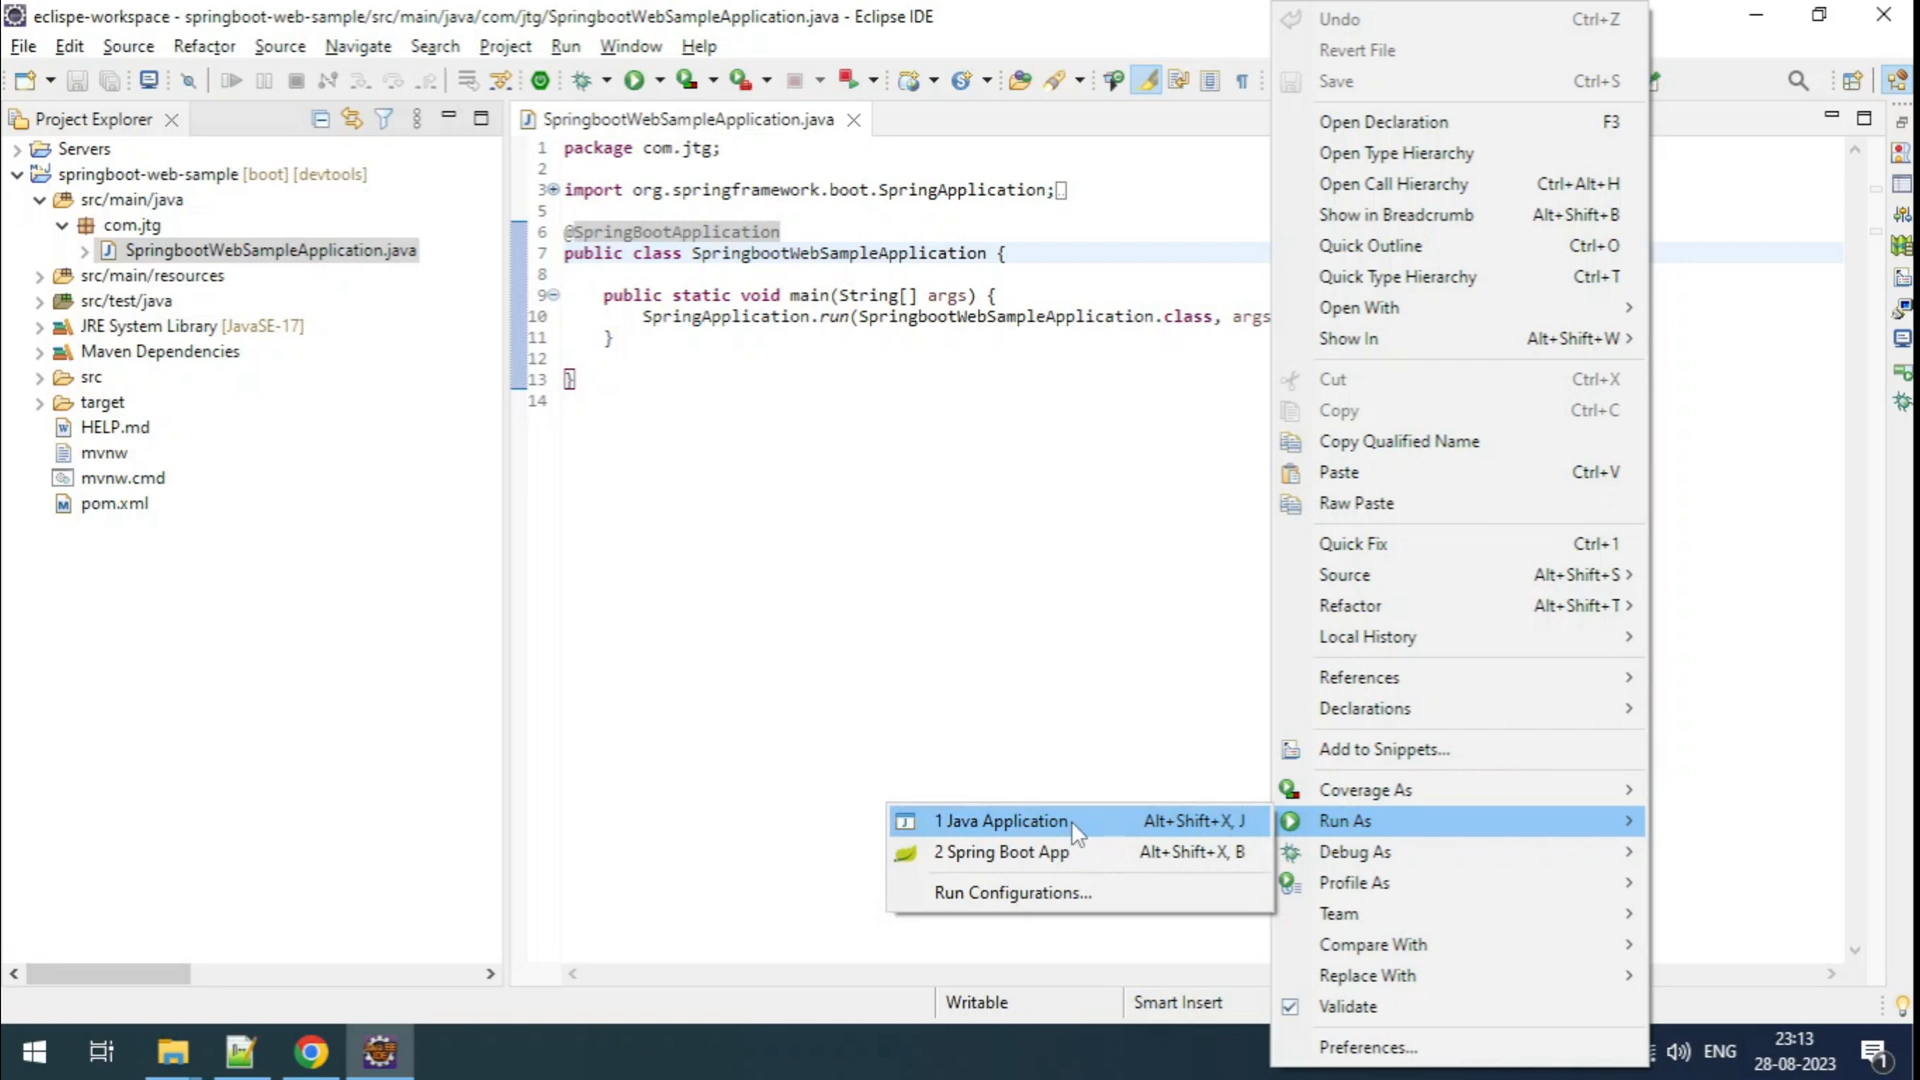 eclispe-workspace - springboot-web-sample/src/main/java/com/jtg/SpringbootWebSampleApplication.java - Eclipse IDE
File Edit Source Refactor Source Navigate Search Project Run Window Help
Project Explorer
Servers
springboot-web-sample [boot] [devtools]
src/main/java
com.jtg
SpringbootWebSampleApplication.java
src/main/resources
src/test/java
JRE System Library [JavaSE-17]
Maven Dependencies
src
target
HELP.md
mvnw
mvnw.cmd
pom.xml
SpringbootWebSampleApplication.java
1 package com.jtg;
2
3 import org.springframework.boot.SpringApplication;
5
6 @SpringBootApplication
7 public class SpringbootWebSampleApplication {
8
9 public static void main(String[] args) {
10 SpringApplication.run(SpringbootWebSampleApplication.class, args
11 }
12
13 }
14
Undo Ctrl+Z
Revert File
Save Ctrl+S
Open Declaration F3
Open Type Hierarchy
Open Call Hierarchy Ctrl+Alt+H
Show in Breadcrumb Alt+Shift+B
Quick Outline Ctrl+O
Quick Type Hierarchy Ctrl+T
Open With
Show In Alt+Shift+W
Cut Ctrl+X
Copy Ctrl+C
Copy Qualified Name
Paste Ctrl+V
Raw Paste
Quick Fix Ctrl+1
Source Alt+Shift+S
Refactor Alt+Shift+T
Local History
References
Declarations
Add to Snippets...
Coverage As
Run As
Debug As
Profile As
Team
Compare With
Replace With
Validate
Preferences...
1 Java Application Alt+Shift+X, J
2 Spring Boot App Alt+Shift+X, B
Run Configurations...
Writable Smart Insert
ENG
23:13
28-08-2023
1